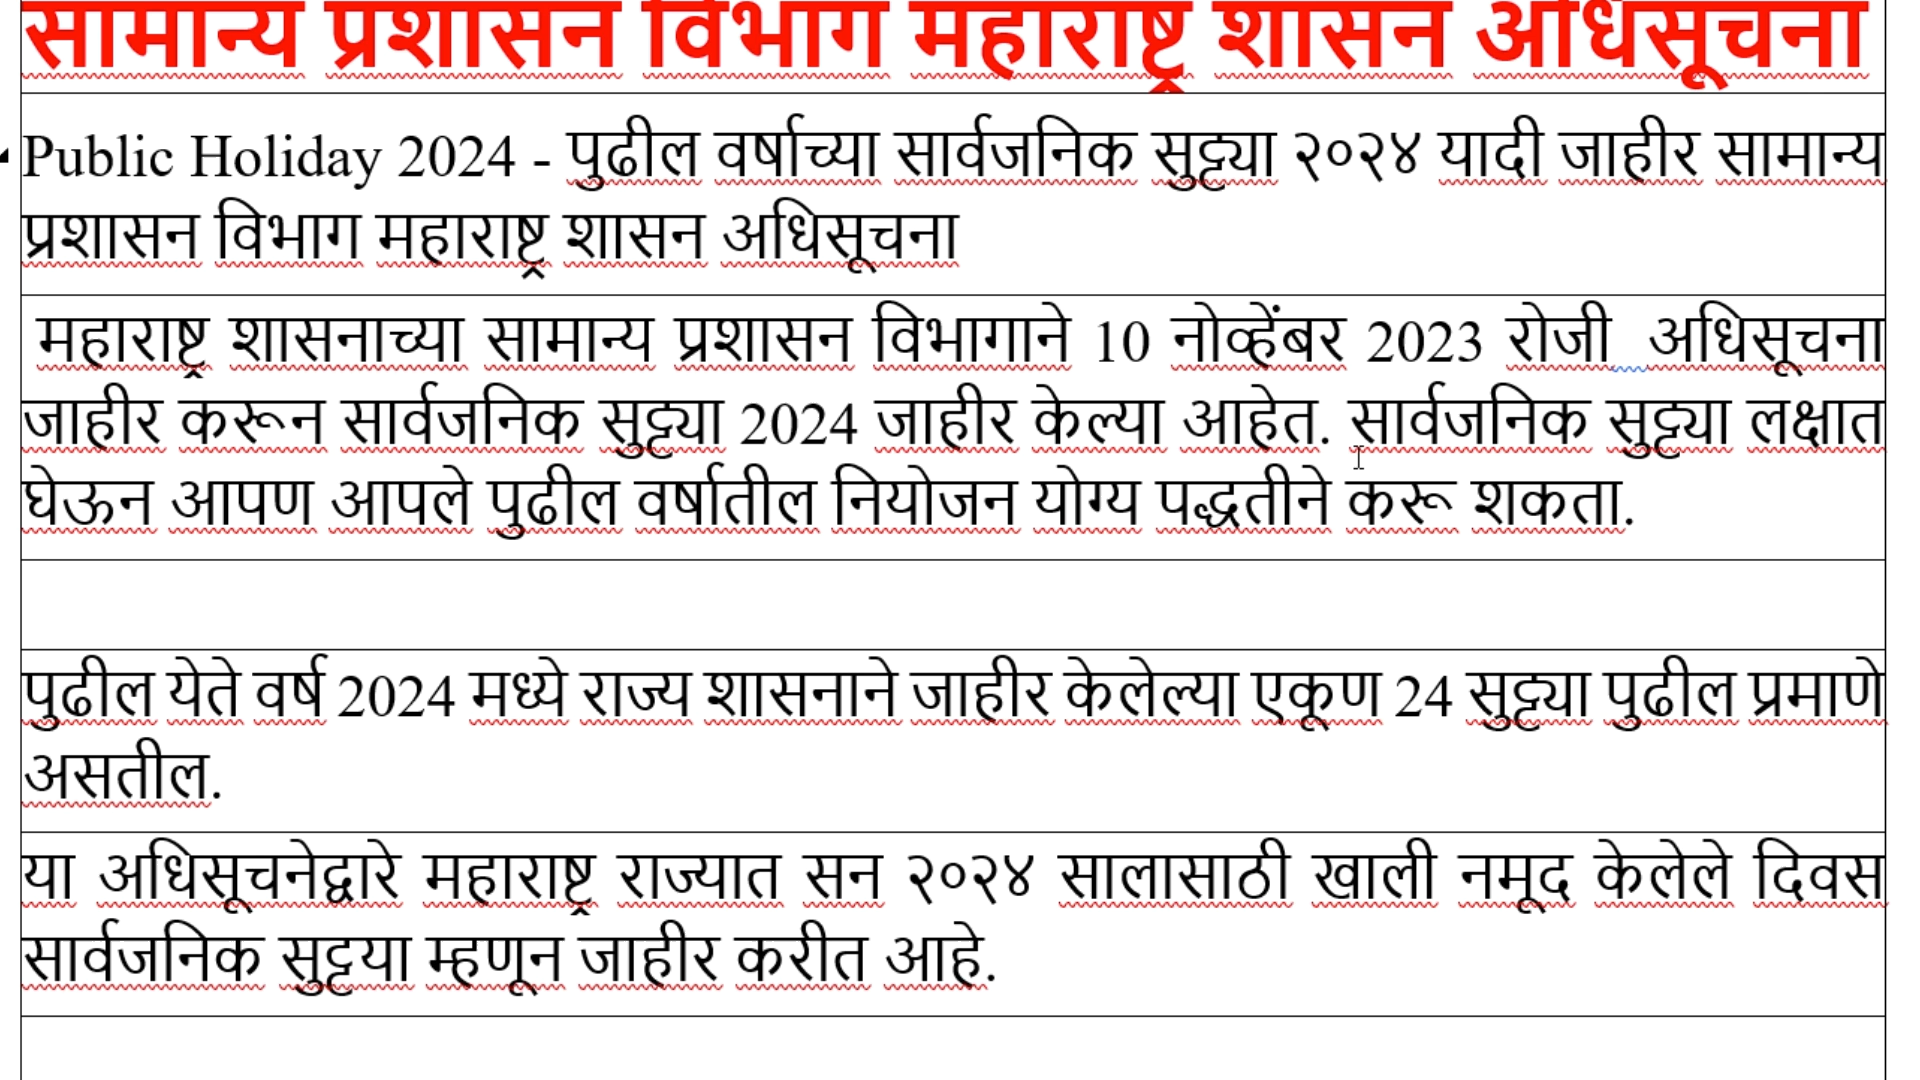 सामान्य प्रशासन विभाग महाराष्ट्र शासन अधिसूचना
Public Holiday 2024 - पुढील वर्षाच्या सार्वजनिक सुट्ट्या २०२४ यादी जाहीर सामान्य
प्रशासन विभाग महाराष्ट्र शासन अधिसूचना
महाराष्ट्र शासनाच्या सामान्य प्रशासन विभागाने 10 नोव्हेंबर 2023 रोजी अधिसूचना
जाहीर करून सार्वजनिक सुट्ट्या 2024 जाहीर केल्या आहेत. सार्वजनिक सुट्ट्या लक्षात
घेऊन आपण आपले पुढील वर्षातील नियोजन योग्य पद्धतीने करू शकता.
पुढील येते वर्ष 2024 मध्ये राज्य शासनाने जाहीर केलेल्या एकूण 24 सुट्ट्या पुढील प्रमाणे
असतील.
या अधिसूचनेद्वारे महाराष्ट्र राज्यात सन २०२४ सालासाठी खाली नमूद केलेले दिवस
सार्वजनिक सुट्टया म्हणून जाहीर करीत आहे.